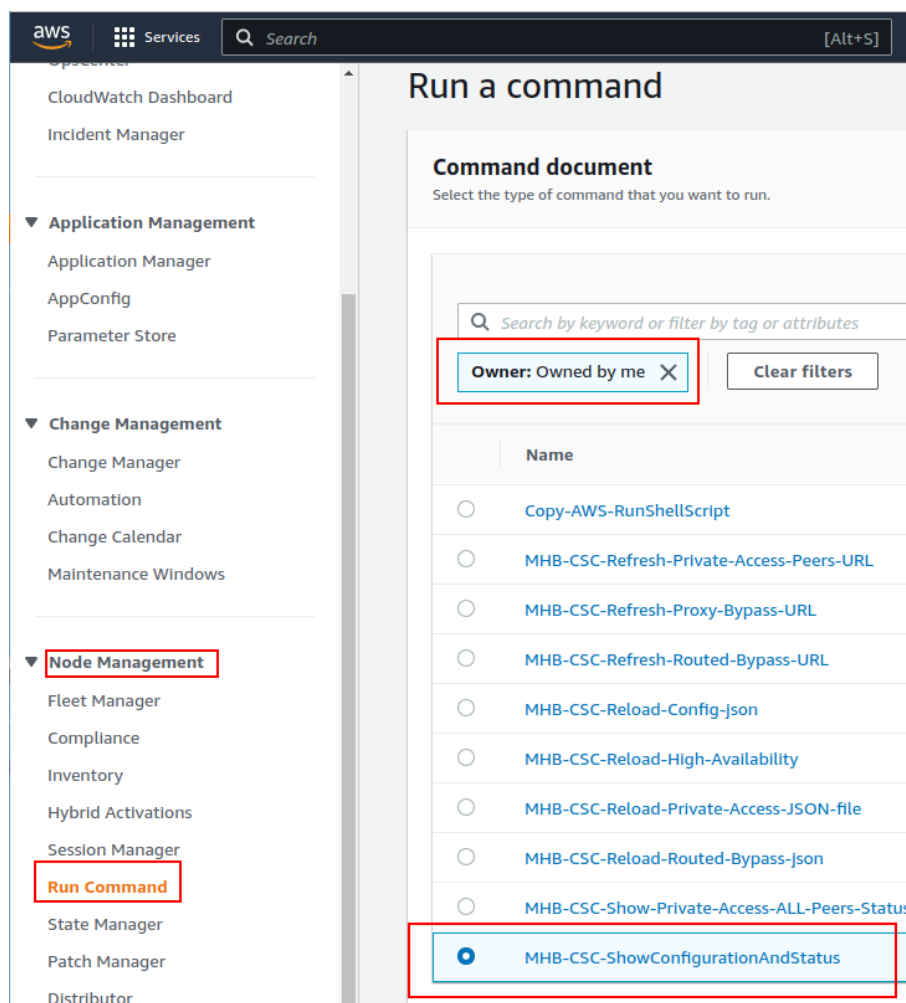 aws Services Search [Alt+S]
OpsCenter
CloudWatch Dashboard
Incident Manager
Application Management
Application Manager
AppConfig
Parameter Store
Change Management
Change Manager
Automation
Change Calendar
Maintenance Windows
Node Management
Fleet Manager
Compliance
Inventory
Hybrid Activations
Session Manager
Run Command
State Manager
Patch Manager
Distributor
Run a command
Command document
Select the type of command that you want to run.
Search by keyword or filter by tag or attributes
Owner: Owned by me Clear filters
Name
Copy-AWS-RunShellScript
MHB-CSC-Refresh-Private-Access-Peers-URL
MHB-CSC-Refresh-Proxy-Bypass-URL
MHB-CSC-Refresh-Routed-Bypass-URL
MHB-CSC-Reload-Config-json
MHB-CSC-Reload-High-Availability
MHB-CSC-Reload-Private-Access-JSON-file
MHB-CSC-Reload-Routed-Bypass-json
MHB-CSC-Show-Private-Access-ALL-Peers-Status
MHB-CSC-ShowConfigurationAndStatus